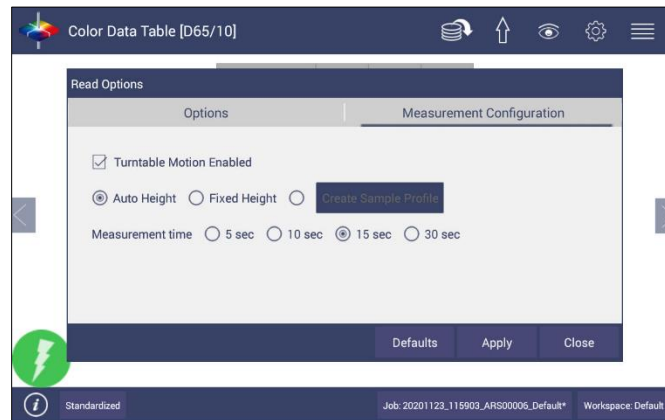 Color Data Table [D65/10]
Read Options
Options Measurement Configuration
Turntable Motion Enabled
Auto Height Fixed Height Create Sample Profile
Measurement time 5 sec 10 sec 15 sec 30 sec
Defaults Apply Close
i Standardized Job: 20201123_115903_ARS00006_Default* Workspace: Default